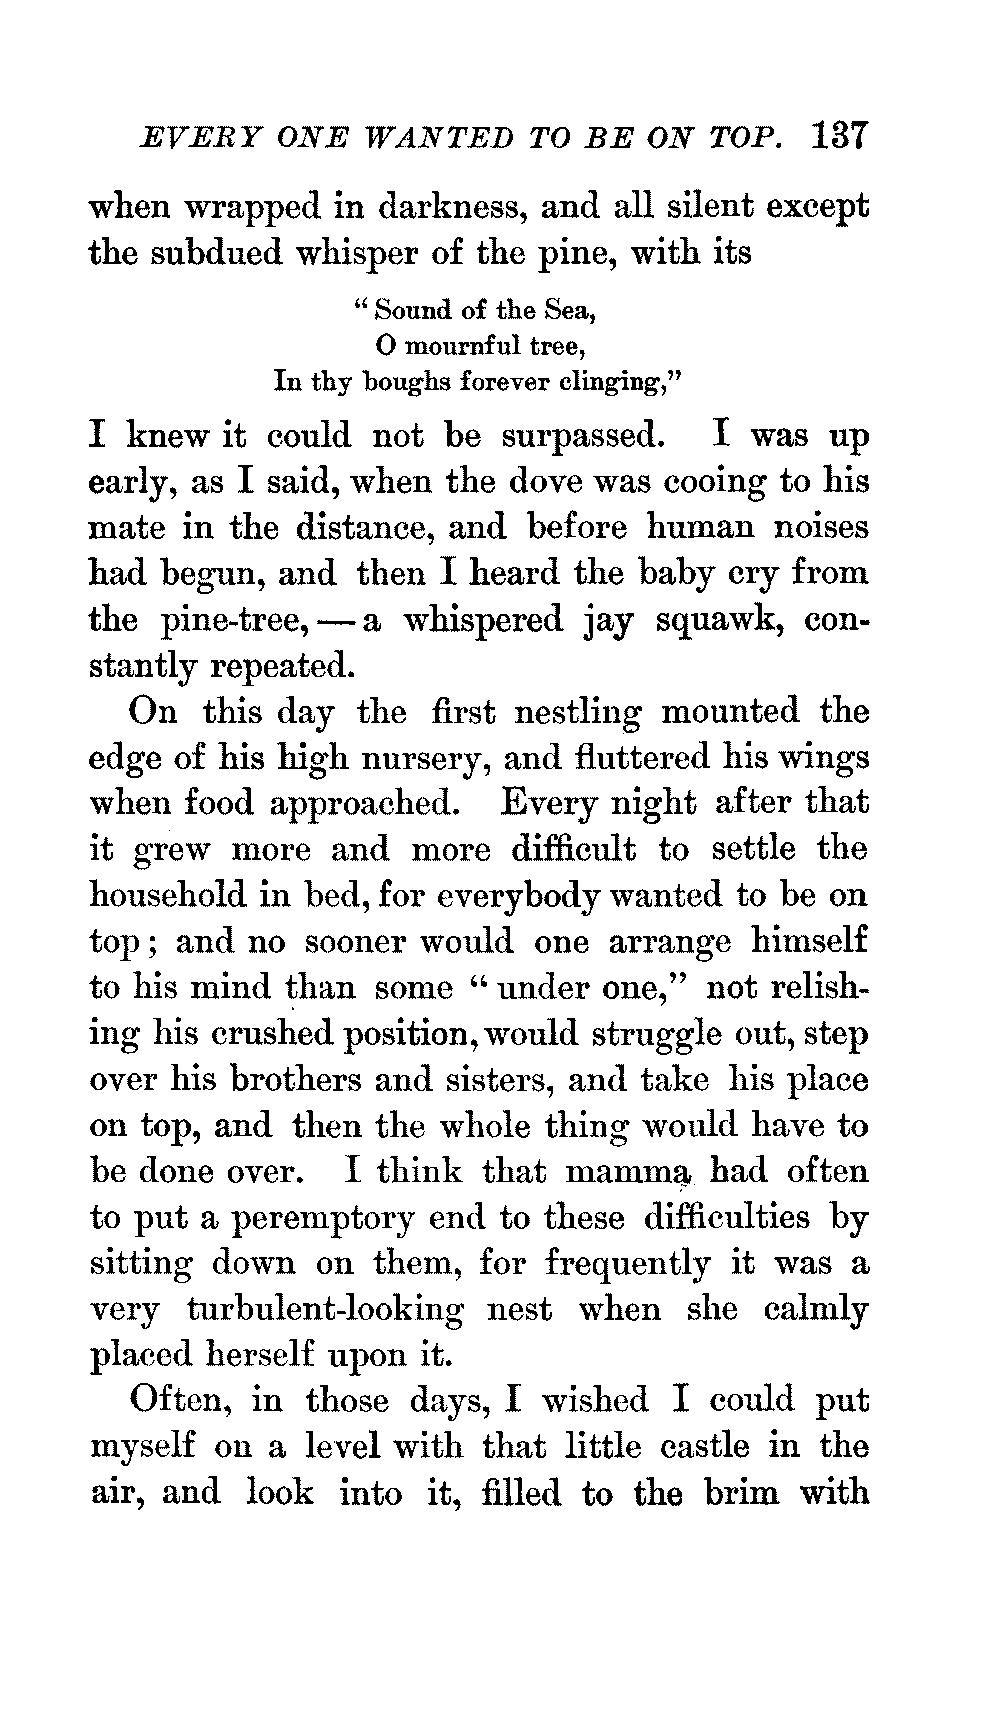 EVERY ONE WANTED TO BE ON TOP. 137
when wrapped in darkness, and all silent except
the subdued whisper of the pine, with its
“Sound of the Sea,
O mournful tree,
In thy boughs forever clinging,”
I knew it could not be surpassed. I was up
early, as I said, when the dove was cooing to his
mate in the distance, and before human noises
had begun, and then I heard the baby cry from
the pine-tree, — a whispered jay squawk, con-
stantly repeated.
On this day the first nestling mounted the
edge of his high nursery, and fluttered his wings
when food approached. Every night after that
it grew more and more difficult to settle the
household in bed, for everybody wanted to be on
top; and no sooner would one arrange himself
to his mind than some “under one,” not relish-
ing his crushed position, would struggle out, step
over his brothers and sisters, and take his place
on top, and then the whole thing would have to
be done over. I think that mamma had often
to put a peremptory end to these difficulties by
sitting down on them, for frequently it was a
very turbulent-looking nest when she calmly
placed herself upon it.
Often, in those days, I wished I could put
myself on a level with that little castle in the
air, and look into it, filled to the brim with